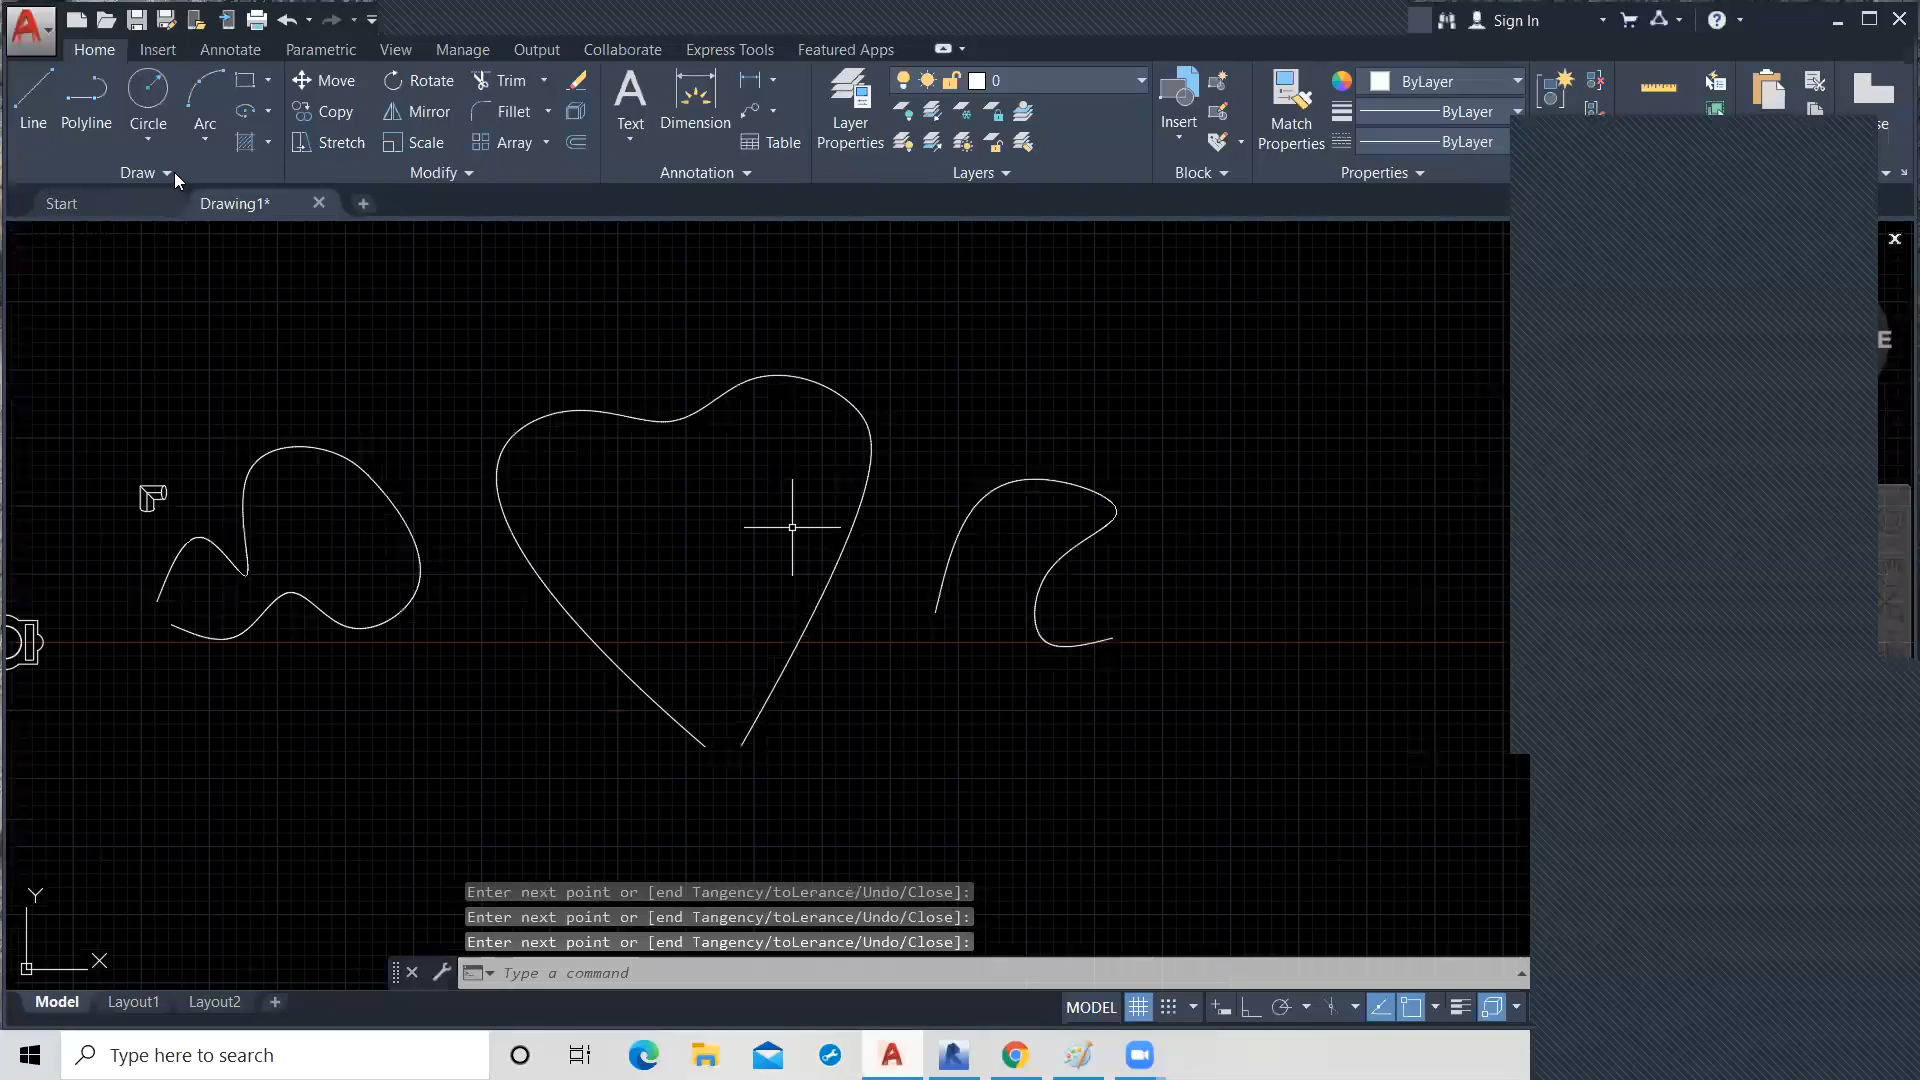 Sign In
Home Insert Annotate Parametric View Manage Output Collaborate Express Tools Featured Apps
Line Polyline Circle Arc
Move Rotate Trim
Copy Mirror Fillet
Stretch Scale Array
Text Dimension Table
Layer Properties
0
Insert
Match Properties
ByLayer
ByLayer
ByLayer
Draw Modify Annotation Layers Block Properties
Start Drawing1*
E
Y
X
Enter next point or [end Tangency/toLerance/Undo/Close]:
Enter next point or [end Tangency/toLerance/Undo/Close]:
Enter next point or [end Tangency/toLerance/Undo/Close]:
Type a command
Model Layout1 Layout2
MODEL
Type here to search